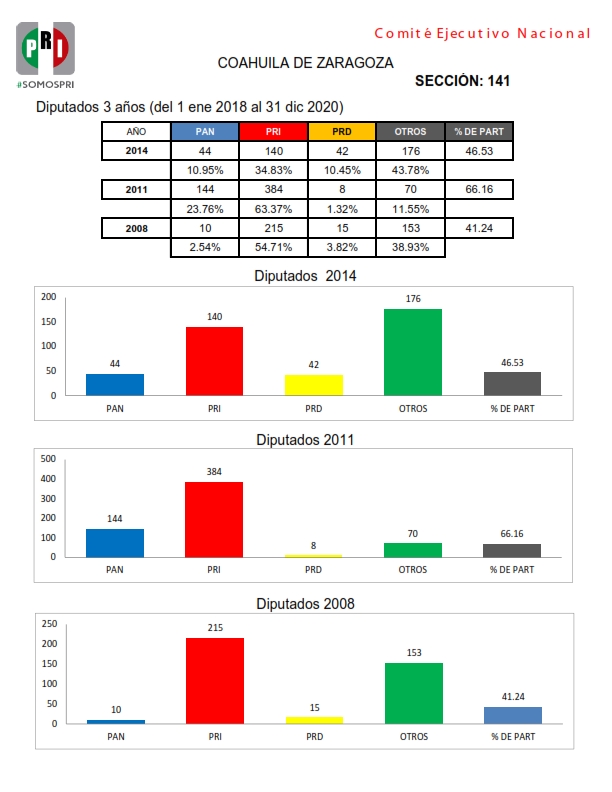 PRI
#SOMOSPRI
Comité Ejecutivo Nacional
COAHUILA DE ZARAGOZA
SECCIÓN: 141
Diputados 3 años (del 1 ene 2018 al 31 dic 2020)
AÑO PAN PRI PRD OTROS % DE PART
2014 44 140 42 176 46.53
10.95% 34.83% 10.45% 43.78%
2011 144 384 8 70 66.16
23.76% 63.37% 1.32% 11.55%
2008 10 215 15 153 41.24
2.54% 54.71% 3.82% 38.93%
Diputados 2014
200
150
100
50
0
44 140 42 176 46.53
PAN PRI PRD OTROS % DE PART
Diputados 2011
500
400
300
200
100
0
144 384 8 70 66.16
PAN PRI PRD OTROS % DE PART
Diputados 2008
250
200
150
100
50
0
10 215 15 153 41.24
PAN PRI PRD OTROS % DE PART